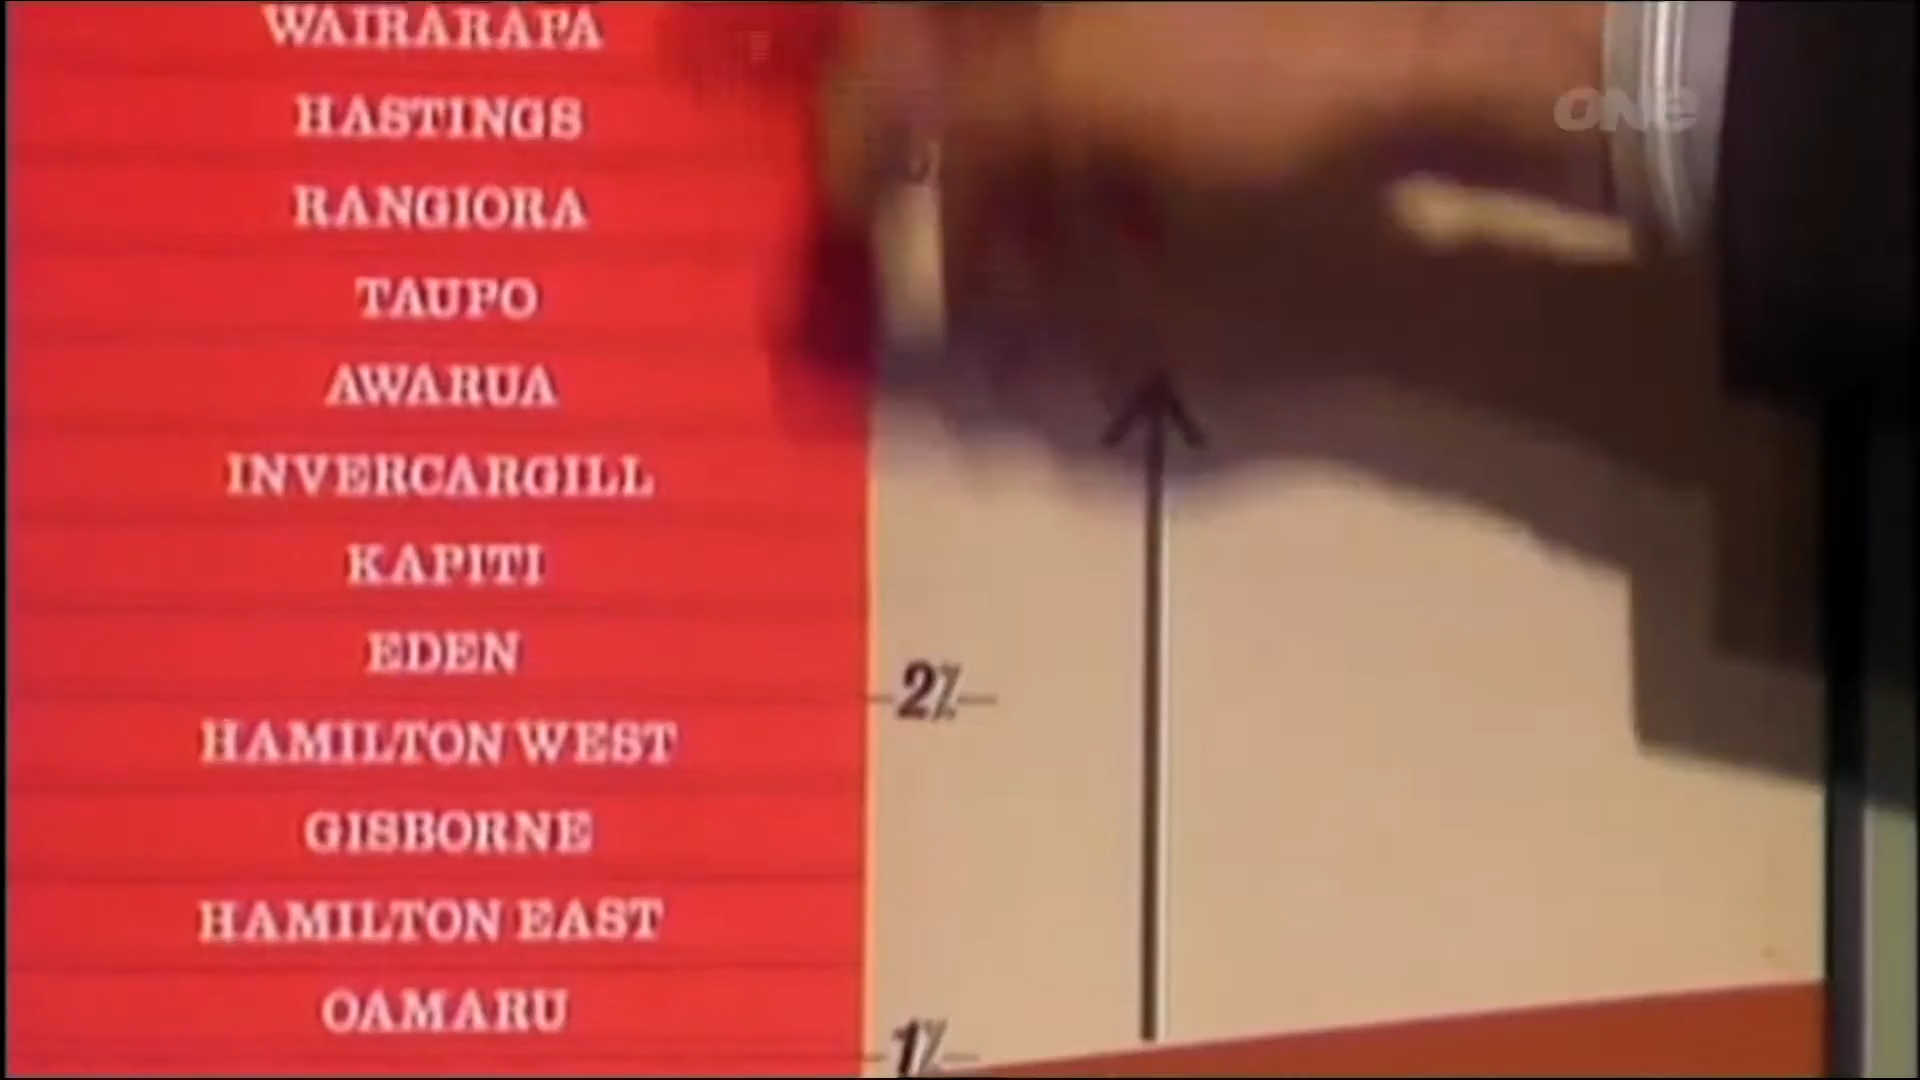 WAIRARAPA
ONE
HASTINGS
RANGIORA
TAUPO
AWARUA
INVERCARGILL
KAPITI
EDEN
2%
HAMILTON WEST
GISBORNE
HAMILTON EAST
OAMARU
1%